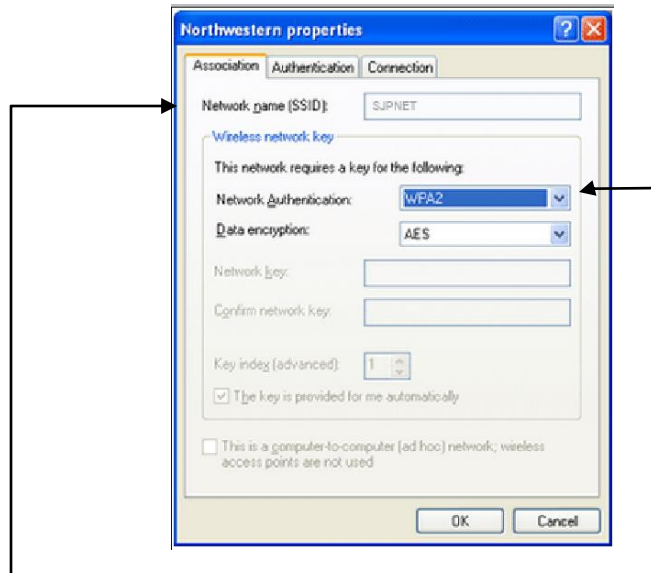 Northwestern properties
Association Authentication Connection
Network name (SSID): SJPNET
Wireless network key
This network requires a key for the following:
Network Authentication: WPA2
Data encryption: AES
Network key:
Confirm network key:
Key index (advanced): 1
The key is provided for me automatically
This is a computer-to-computer (ad hoc) network; wireless
access points are not used
OK Cancel